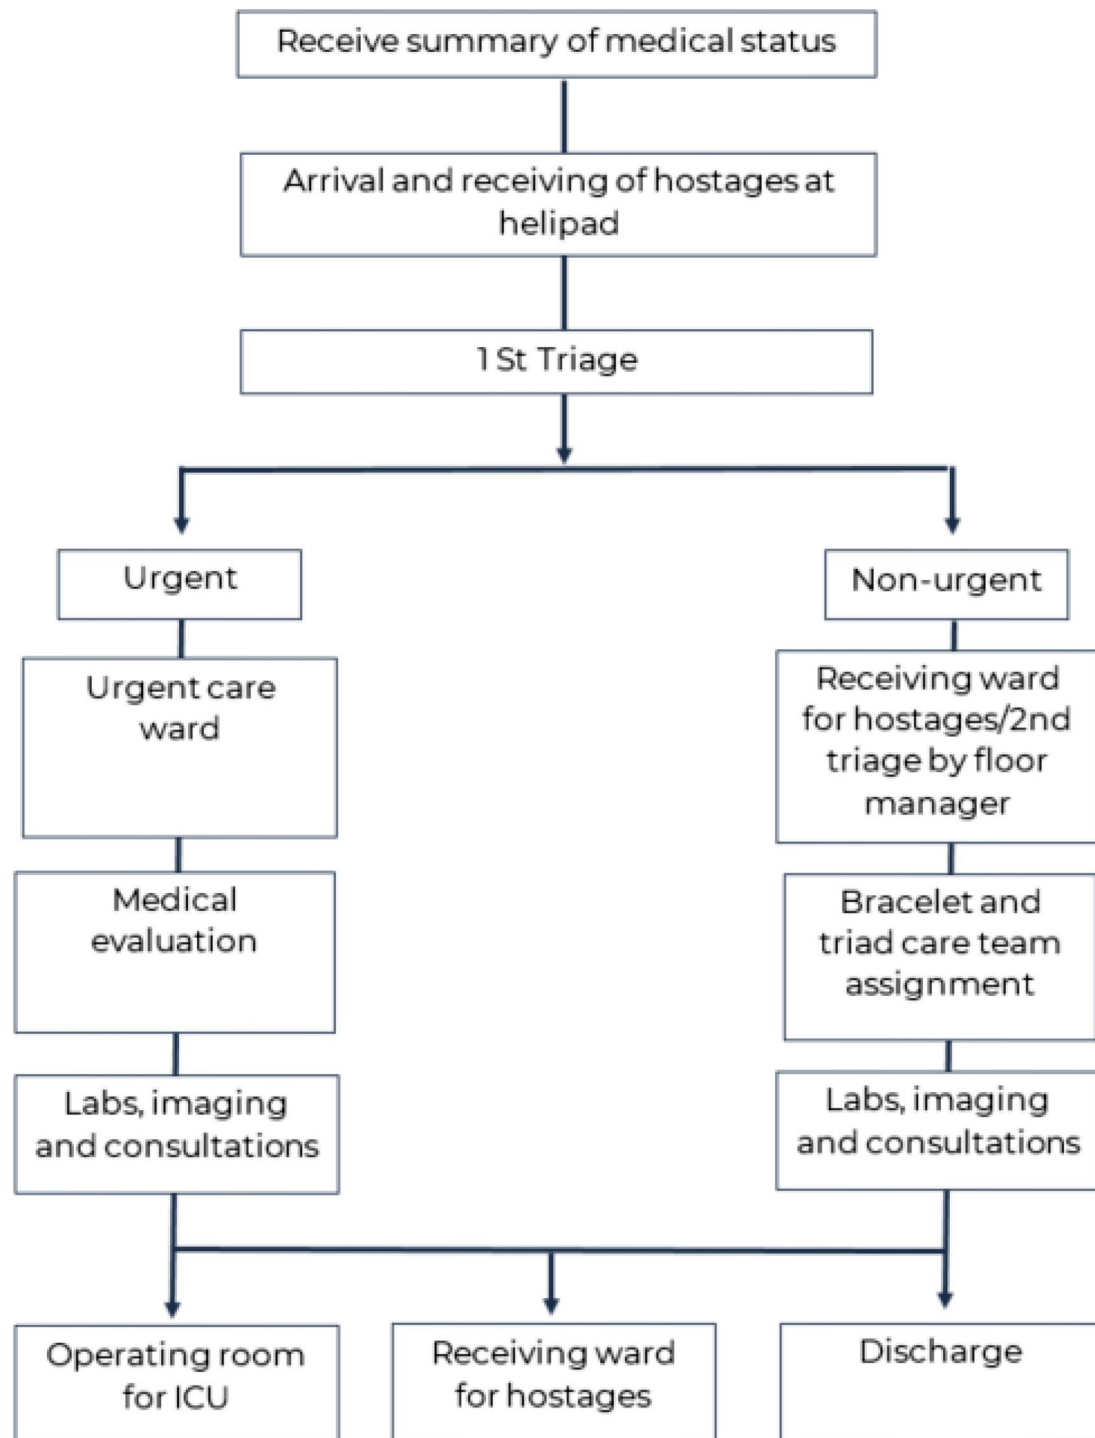 Receive summary of medical status
Arrival and receiving of hostages at
helipad
1 St Triage
Urgent
Urgent care
ward
Medical
evaluation
Labs, imaging
and consultations
Non-urgent
Receiving ward
for hostages/2nd
triage by floor
manager
Bracelet and
triad care team
assignment
Labs, imaging
and consultations
Operating room
for ICU
Receiving ward
for hostages
Discharge